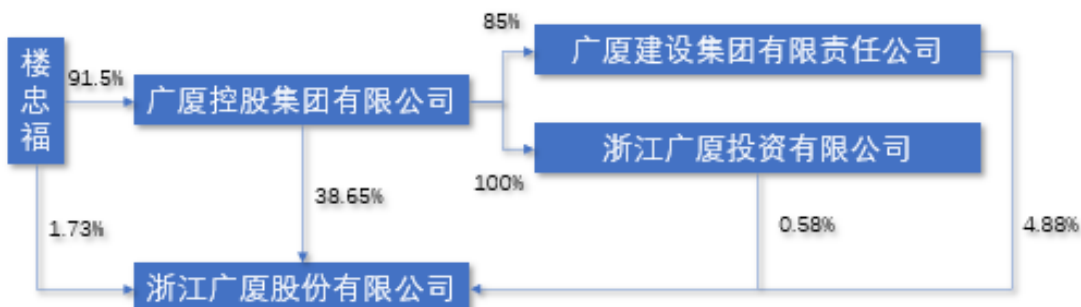 85%
广厦建设集团有限责任公司
楼忠福
91.5%
广厦控股集团有限公司
浙江广厦投资有限公司
100%
38.65%
1.73%
0.58%
4.88%
浙江广厦股份有限公司